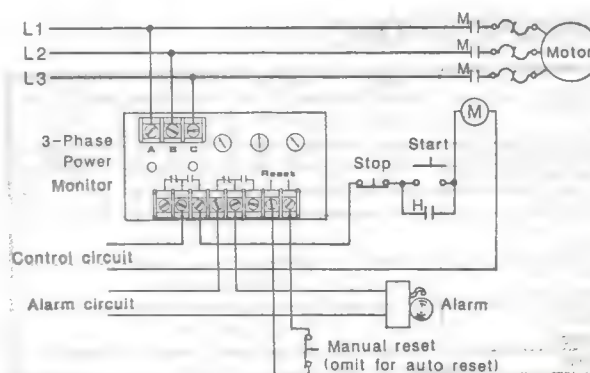 L1
M
L2
M
Motor
L3
M
A B C
3-Phase
Power
Monitor
M
Start
Stop
Reset
H
Control circuit
Alarm circuit
Alarm
Manual reset
(omit for auto reset)